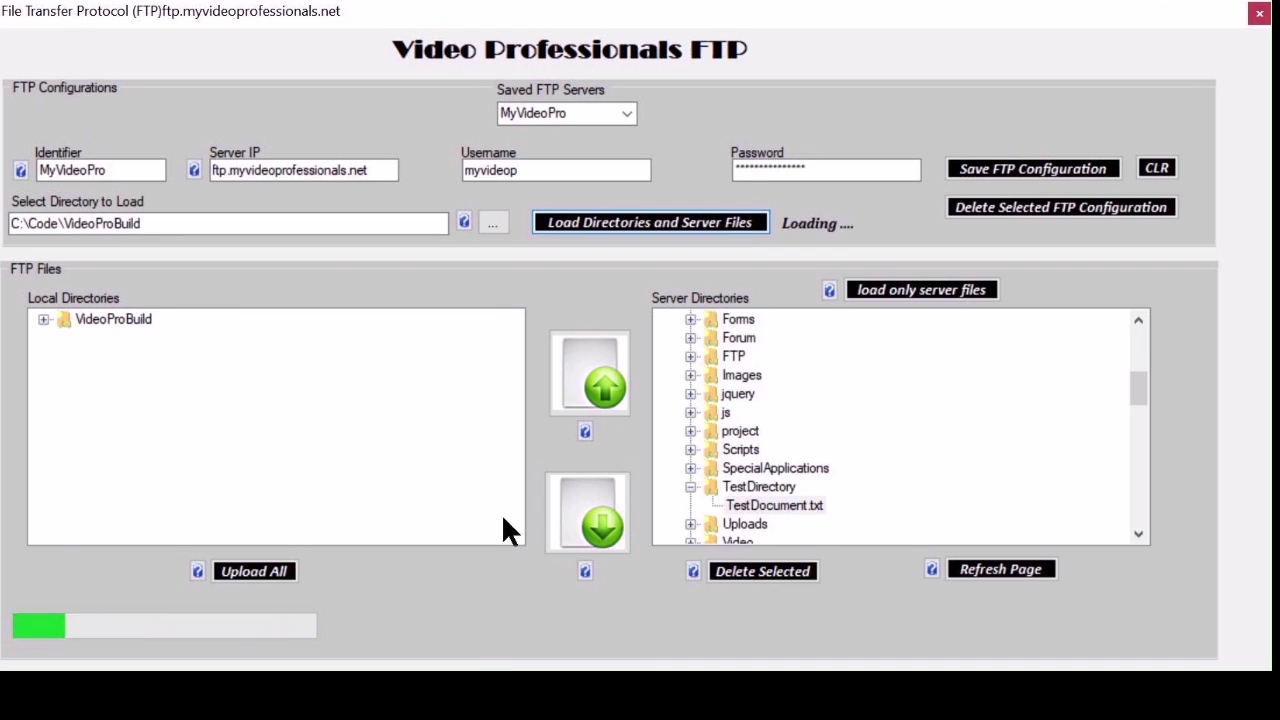 File Transfer Protocol (FTP)ftp.myvideoprofessionals.net
Video Professionals FTP
FTP Configurations
Saved FTP Servers
MyVideoPro
Identifier
Server IP
Username
Password
MyVideoPro
ftp.myvideoprofessionals.net
myvideop
***************
Save FTP Configuration
CLR
Select Directory to Load
Delete Selected FTP Configuration
C:\Code\VideoProBuild
...
Load Directories and Server Files
Loading ....
FTP Files
load only server files
Local Directories
Server Directories
VideoProBuild
Forms
Forum
FTP
Images
jquery
js
project
Scripts
SpecialApplications
TestDirectory
TestDocument.txt
Uploads
Video
Upload All
Delete Selected
Refresh Page